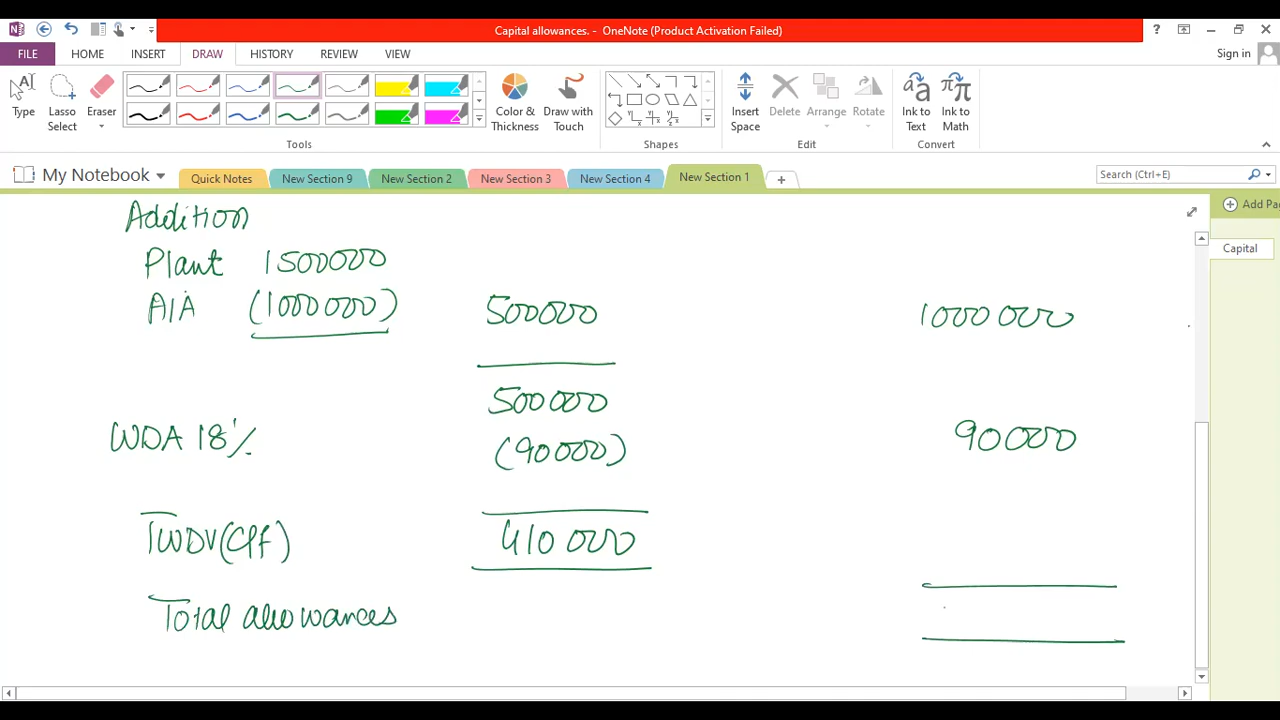 Capital allowances. - OneNote (Product Activation Failed)
FILE HOME INSERT DRAW HISTORY REVIEW VIEW Sign in
Type Lasso Select Eraser Color & Thickness Draw with Touch Insert Space Delete Arrange Rotate Ink to Text Ink to Math
Tools Shapes Edit Convert
My Notebook Quick Notes New Section 9 New Section 2 New Section 3 New Section 4 New Section 1 Search (Ctrl+E)
Add Pa
Capital
Addition
Plant 1500000
AIA (1000000) 500000 1000000
500000
WDA 18% (90000) 90000
TWDV(C/F) 410000
Total allowances